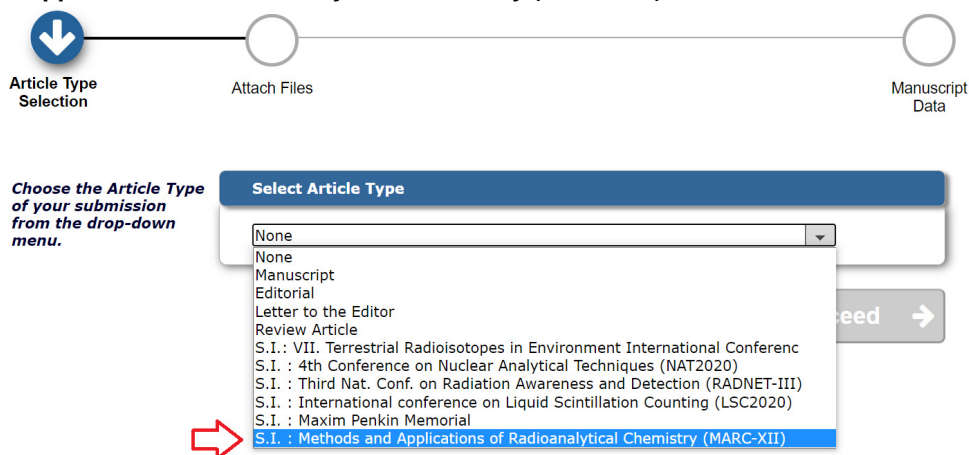 Article Type
Selection
Attach Files
Manuscript
Data
Choose the Article Type
of your submission
from the drop-down
menu.
Select Article Type
None
None
Manuscript
Editorial
Letter to the Editor
Review Article
S.I.: VII. Terrestrial Radioisotopes in Environment International Conferenc
S.I. : 4th Conference on Nuclear Analytical Techniques (NAT2020)
S.I. : Third Nat. Conf. on Radiation Awareness and Detection (RADNET-III)
S.I. : International conference on Liquid Scintillation Counting (LSC2020)
S.I. : Maxim Penkin Memorial
S.I. : Methods and Applications of Radioanalytical Chemistry (MARC-XII)
ceed